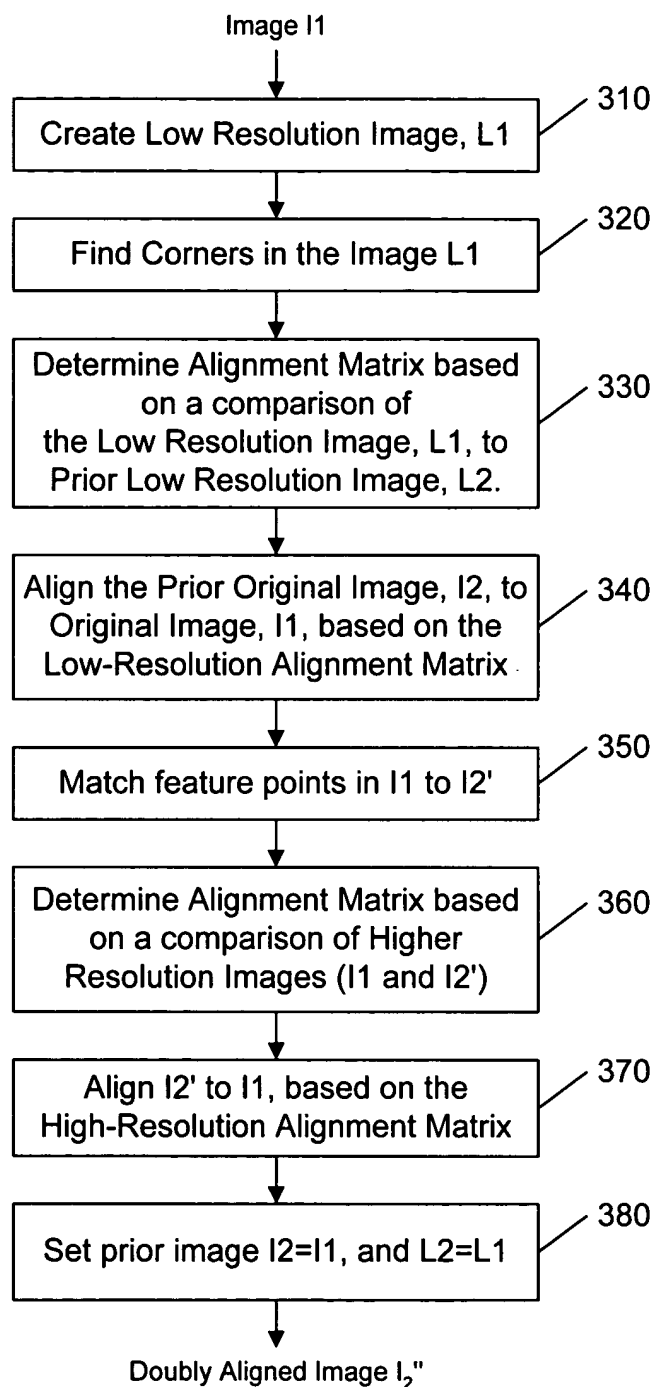 Image I1
310
Create Low Resolution Image, L1
320
Find Corners in the Image L1
330
Determine Alignment Matrix based
on a comparison of
the Low Resolution Image, L1, to
Prior Low Resolution Image, L2.
340
Align the Prior Original Image, I2, to
Original Image, I1, based on the
Low-Resolution Alignment Matrix
350
Match feature points in I1 to I2'
360
Determine Alignment Matrix based
on a comparison of Higher
Resolution Images (I1 and I2')
370
Align I2' to I1, based on the
High-Resolution Alignment Matrix
380
Set prior image I2=I1, and L2=L1
Doubly Aligned Image I₂"